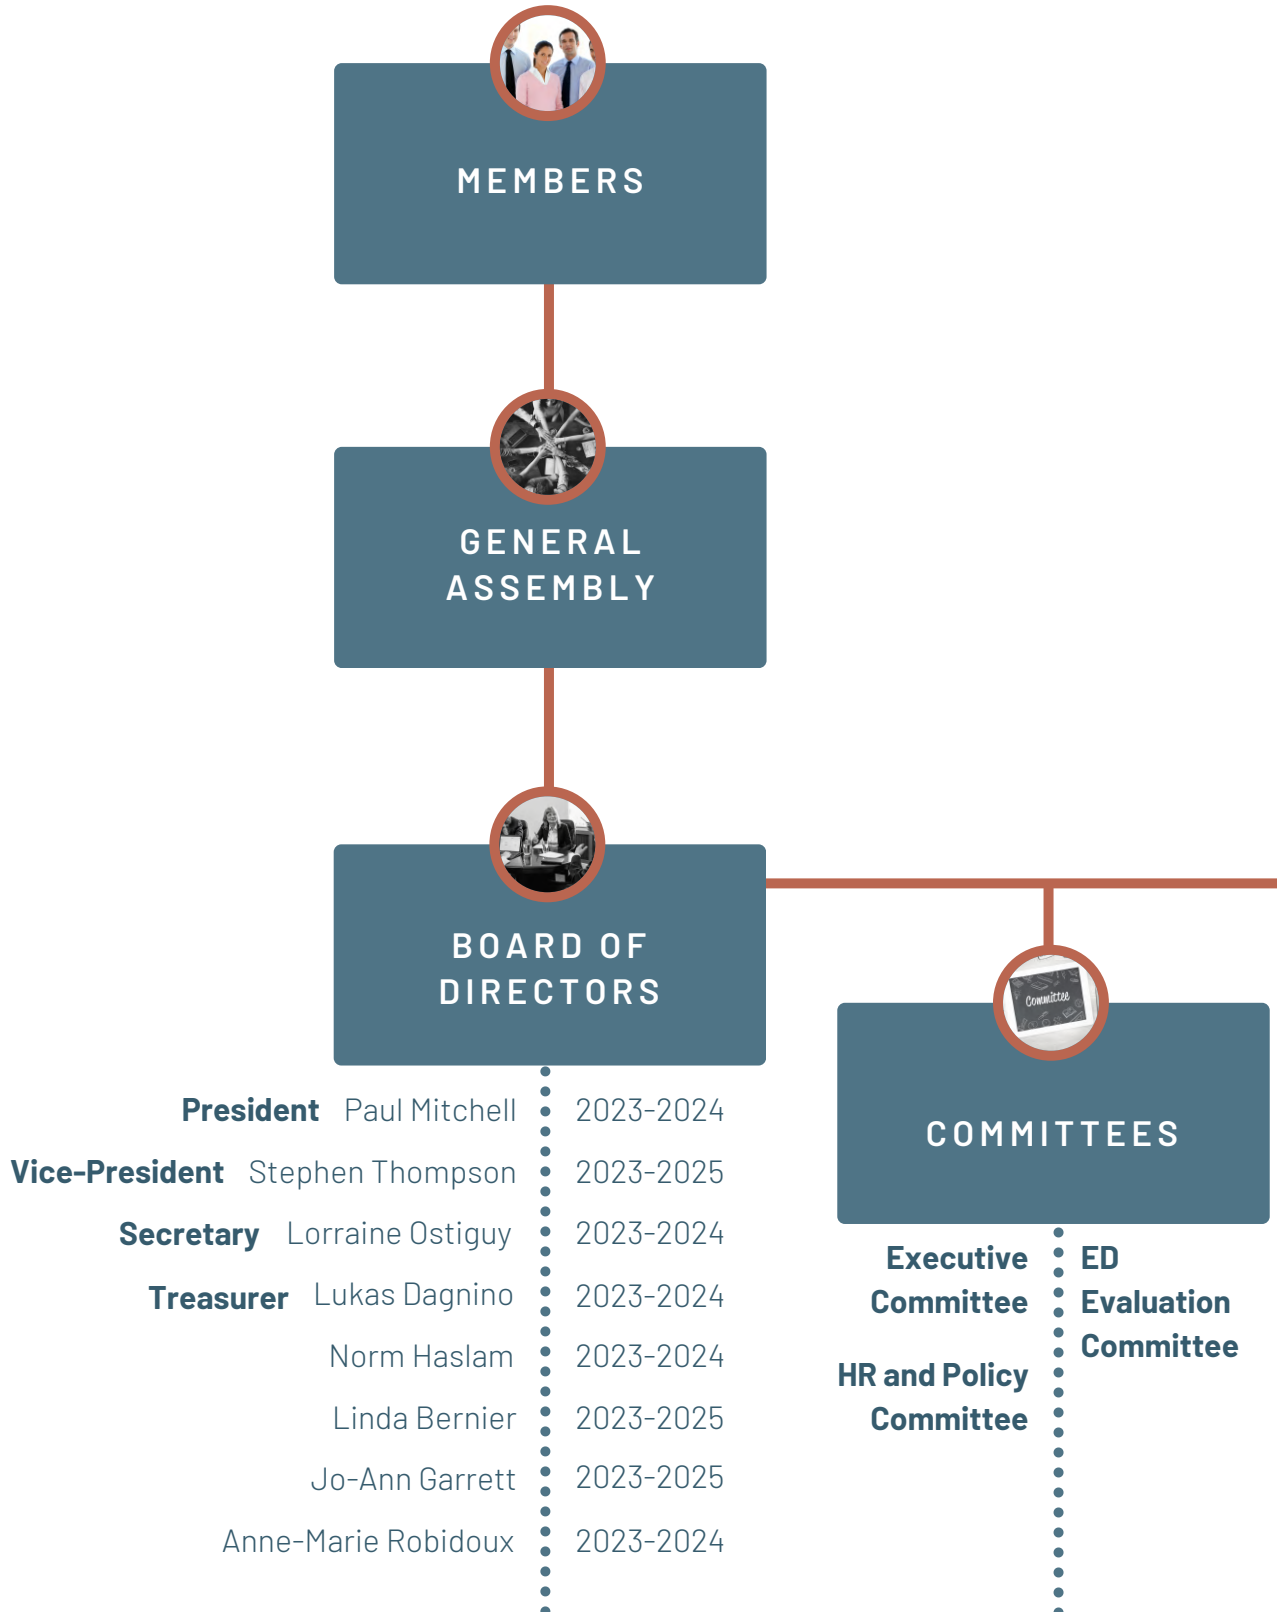 MEMBERS
GENERAL
ASSEMBLY
BOARD OF
DIRECTORS
President Paul Mitchell 2023-2024
Vice-President Stephen Thompson 2023-2025
Secretary Lorraine Ostiguy 2023-2024
Treasurer Lukas Dagnino 2023-2024
Norm Haslam 2023-2024
Linda Bernier 2023-2025
Jo-Ann Garrett 2023-2025
Anne-Marie Robidoux 2023-2024
Committee
COMMITTEES
Executive
Committee
HR and Policy
Committee
ED
Evaluation
Committee